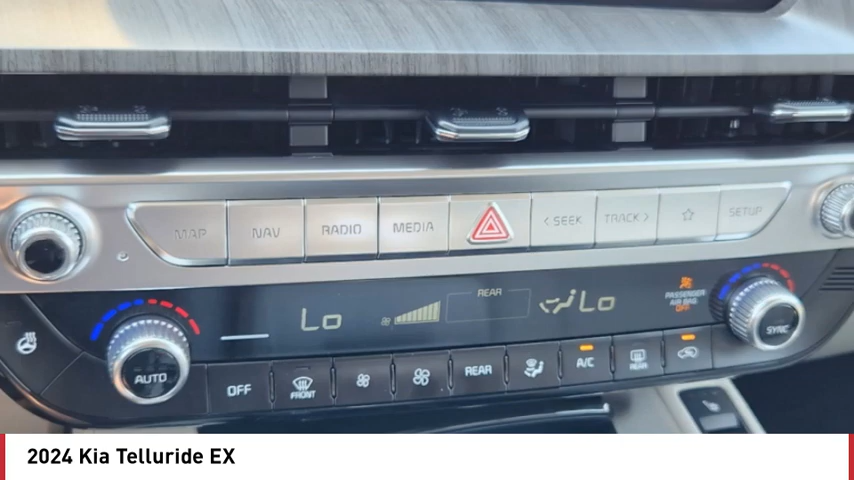 MAP NAV RADIO MEDIA < SEEK TRACK > SETUP
REAR
Lo Lo
PASSENGER
AIR BAG
OFF
SYNC
AUTO OFF FRONT REAR A/C REAR
2024 Kia Telluride EX